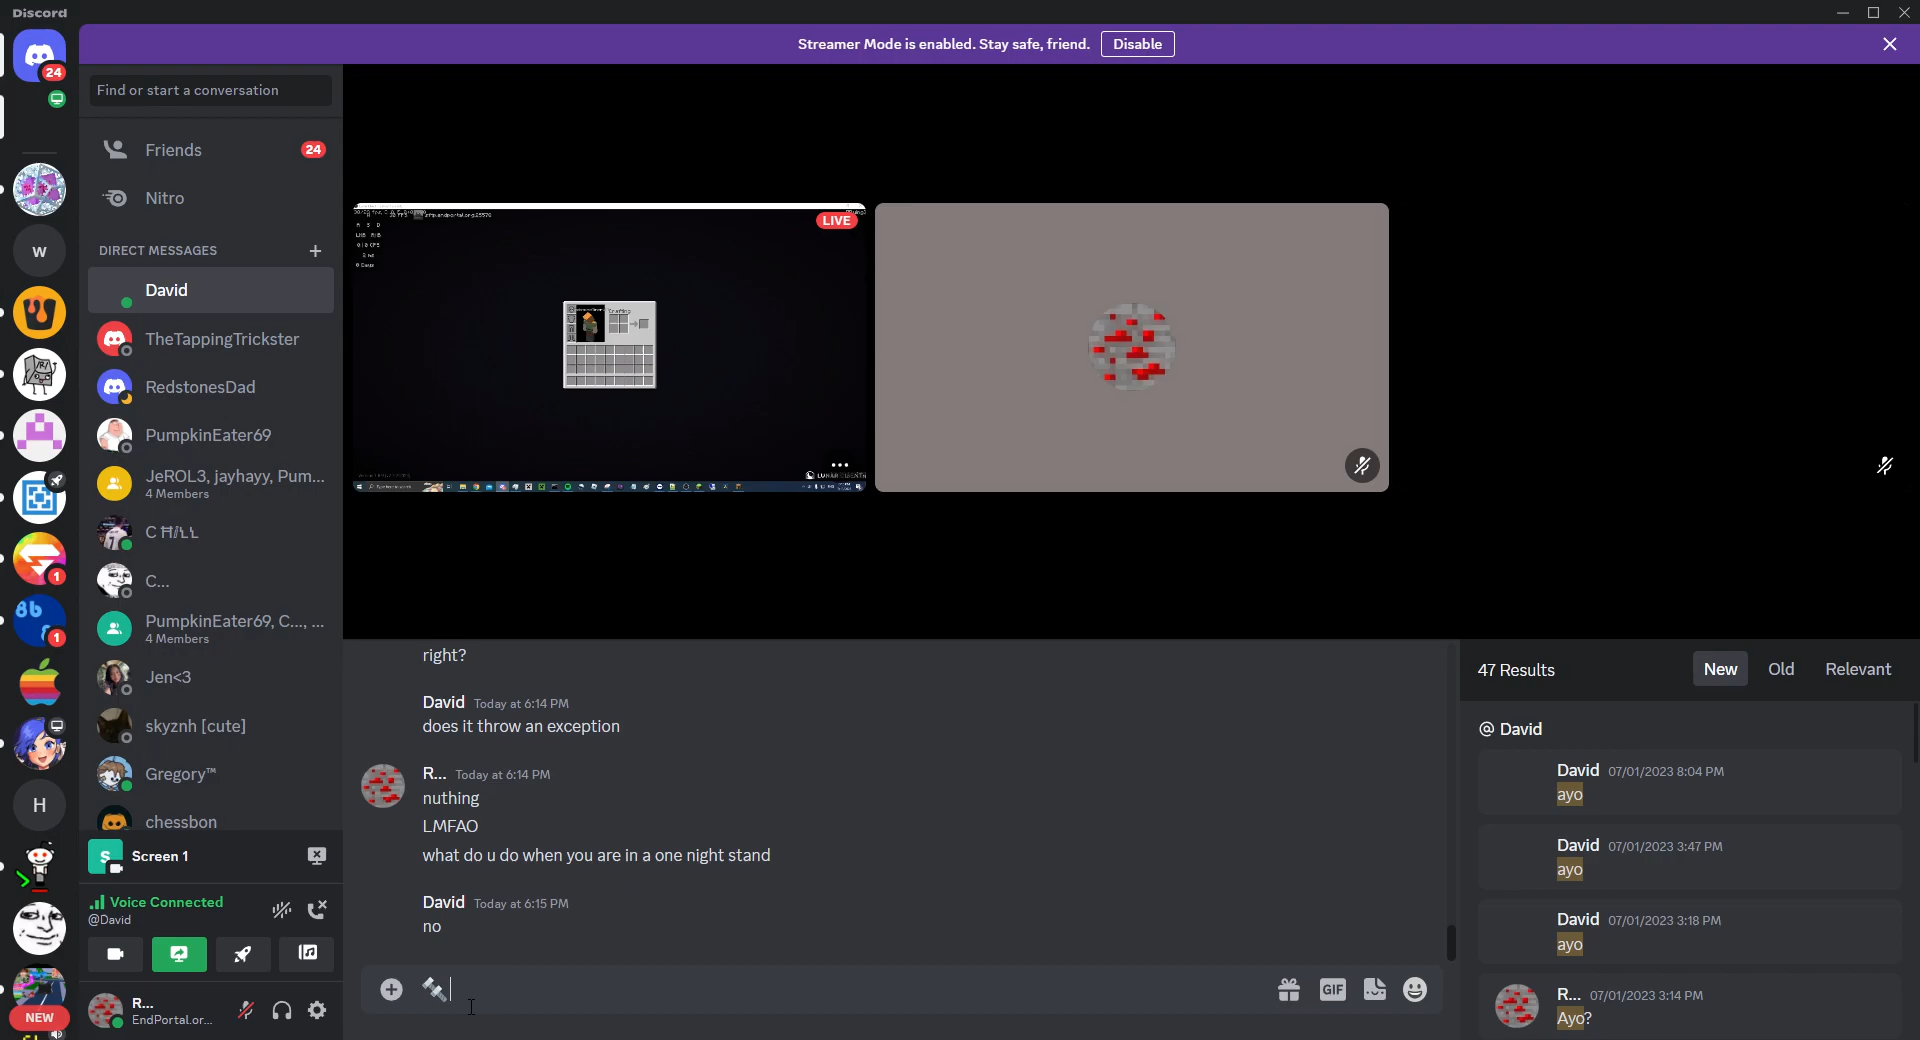 Discord
Streamer Mode is enabled. Stay safe, friend.
Disable
24
Find or start a conversation
Friends
24
Nitro
W
DIRECT MESSAGES
David
TheTappingTrickster
RedstonesDad
PumpkinEater69
JeROL3, jayhayy, Pum...
4 Members
C ĦɨⱠⱠ
C...
1
8b
1
PumpkinEater69, C..., ...
4 Members
Jen<3
skyznh [cute]
Gregory™
H
chessbon
S
Screen 1
Voice Connected
@David
R...
EndPortal.or...
NEW
LIVE
Crafting
right?
David Today at 6:14 PM
does it throw an exception
R... Today at 6:14 PM
nuthing
LMFAO
what do u do when you are in a one night stand
David Today at 6:15 PM
no
GIF
47 Results
New
Old
Relevant
@ David
David 07/01/2023 8:04 PM
ayo
David 07/01/2023 3:47 PM
ayo
David 07/01/2023 3:18 PM
ayo
R... 07/01/2023 3:14 PM
Ayo?